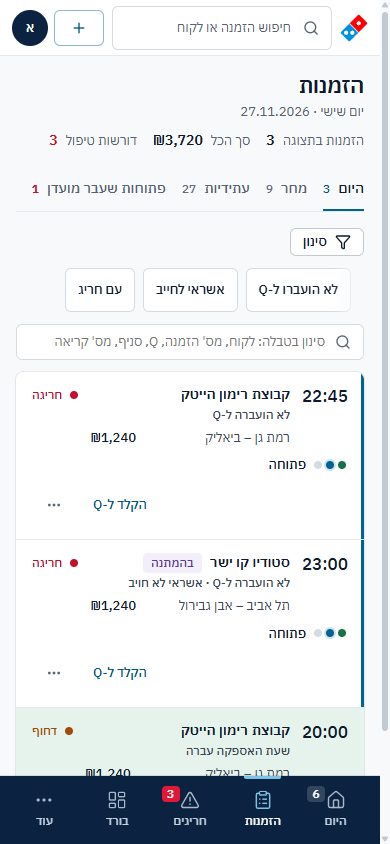 חיפוש הזמנה או לקוח
+
א
הזמנות
יום שישי · 27.11.2026
הזמנות בתצוגה 3 סך הכל ₪3,720 דורשות טיפול 3
היום 3 מחר 9 עתידיות 27 פתוחות שעבר מועדן 1
סינון
לא הועברו ל-Q אשראי לחייב עם חריג
סינון בטבלה: לקוח, מס' הזמנה, Q, סניף, מס' קריאה
22:45 קבוצת רימון הייטק חריגה
לא הועברה ל-Q
רמת גן – ביאליק ₪1,240
פתוחה
הקלד ל-Q ...
23:00 סטודיו קו ישר בהמתנה חריגה
לא הועברה ל-Q · אשראי לא חויב
תל אביב – אבן גבירול ₪1,240
פתוחה
הקלד ל-Q ...
20:00 קבוצת רימון הייטק דחוף
שעת האספקה עברה
רמת גן – ביאליק ₪1,240
6 3
היום הזמנות חריגים בורד עוד